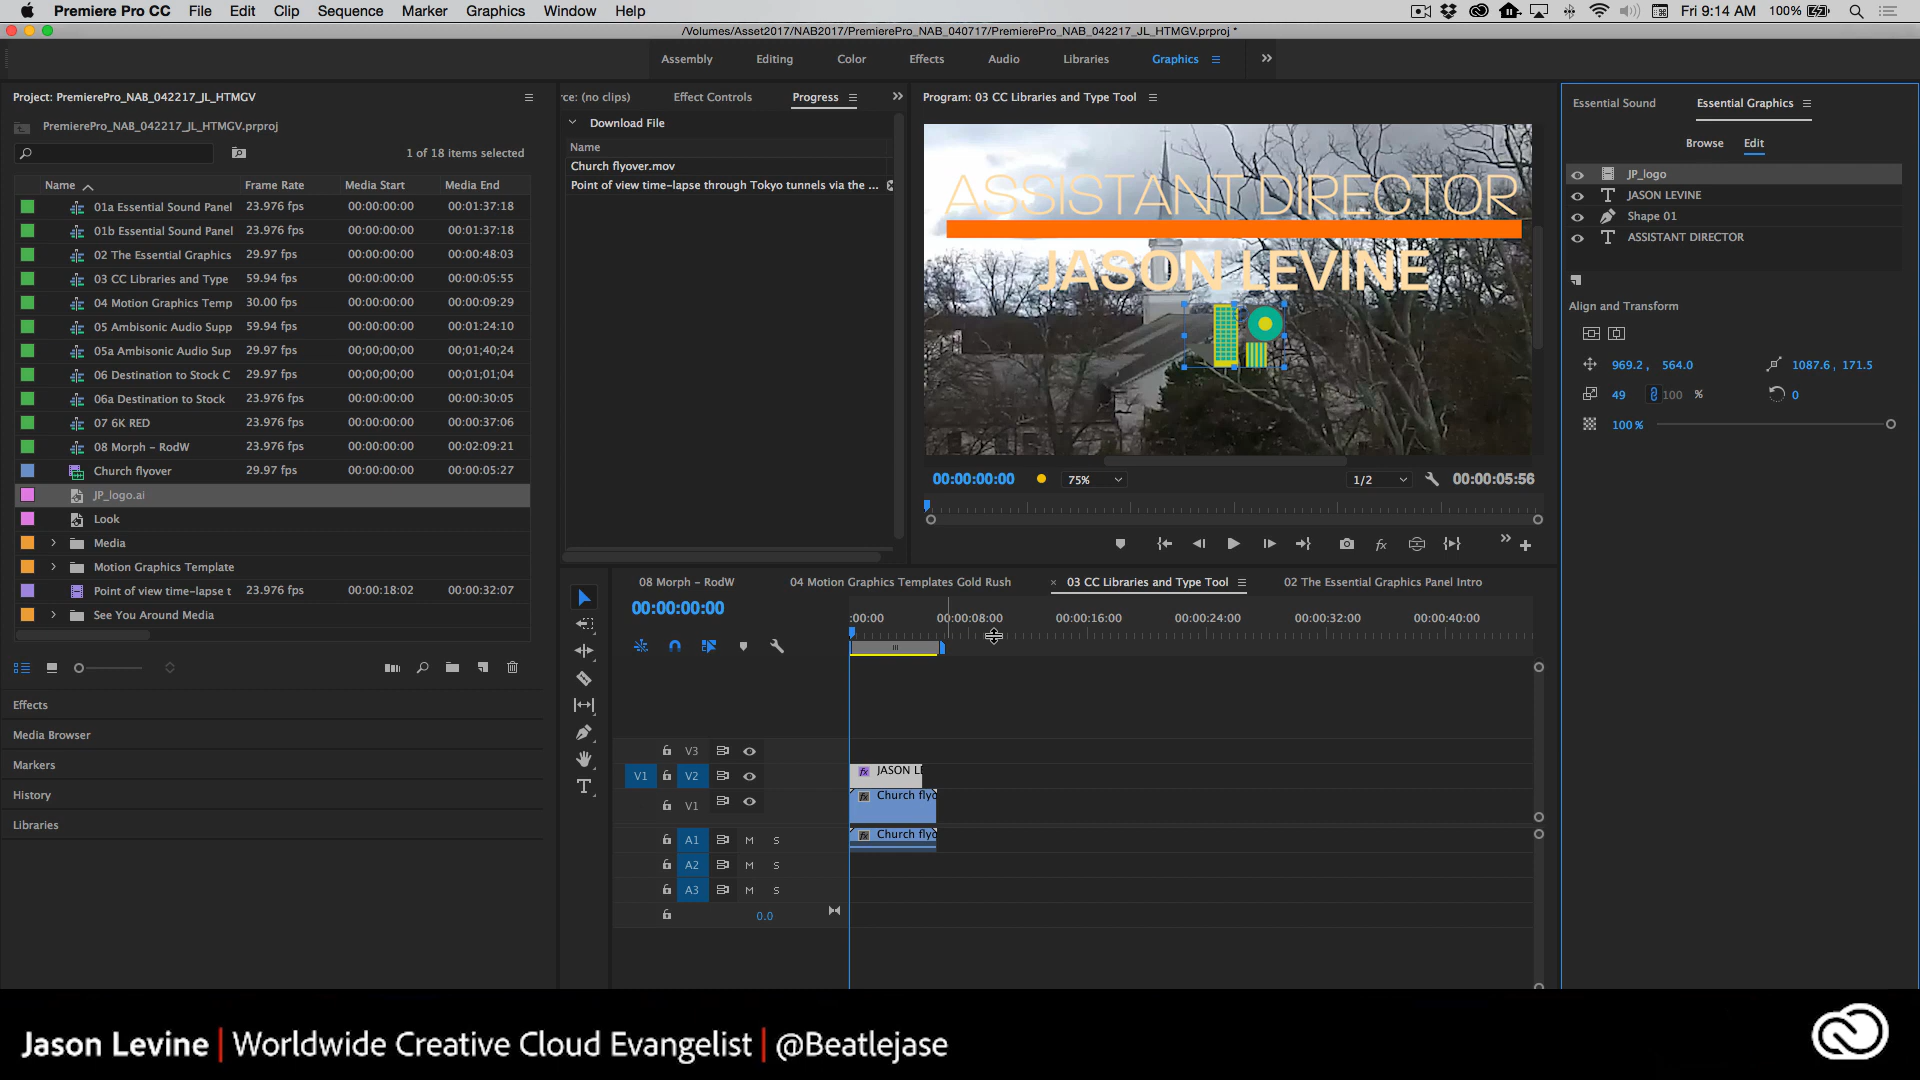 Premiere Pro CC File Edit Clip Sequence Marker Graphics Window Help Fri 9:14 AM 100%
/Volumes/Asset2017/NAB2017/PremierePro_NAB_040717/PremierePro_NAB_042217_JL_HTMGV.prproj *
Assembly Editing Color Effects Audio Libraries Graphics
Project: PremierePro_NAB_042217_JL_HTMGV
PremierePro_NAB_042217_JL_HTMGV.prproj
1 of 18 items selected
Name Frame Rate Media Start Media End
01a Essential Sound Panel 23.976 fps 00:00:00:00 00:01:37:18
01b Essential Sound Panel 23.976 fps 00:00:00:00 00:01:37:18
02 The Essential Graphics 29.97 fps 00:00:00:00 00:00:48:03
03 CC Libraries and Type 59.94 fps 00:00:00:00 00:00:05:55
04 Motion Graphics Temp 30.00 fps 00:00:00:00 00:00:09:29
05 Ambisonic Audio Supp 59.94 fps 00:00:00:00 00:01:24:10
05a Ambisonic Audio Sup 29.97 fps 00;00;00;00 00;01;40;24
06 Destination to Stock C 29.97 fps 00;00;00;00 00;01;01;04
06a Destination to Stock 23.976 fps 00:00:00:00 00:00:30:05
07 6K RED 23.976 fps 00:00:00:00 00:00:37:06
08 Morph - RodW 23.976 fps 00:00:00:00 00:02:09:21
Church flyover 29.97 fps 00:00:00:00 00:00:05:27
JP_logo.ai
Look
Media
Motion Graphics Template
Point of view time-lapse t 23.976 fps 00:00:18:02 00:00:32:07
See You Around Media
Effects
Media Browser
Markers
History
Libraries
rce: (no clips) Effect Controls Progress
Download File
Name
Church flyover.mov
Point of view time-lapse through Tokyo tunnels via the ...
Program: 03 CC Libraries and Type Tool
ASSISTANT DIRECTOR
JASON LEVINE
00:00:00:00 75% 1/2 00:00:05:56
Essential Sound Essential Graphics
Browse Edit
JP_logo
JASON LEVINE
Shape 01
ASSISTANT DIRECTOR
Align and Transform
969.2 , 564.0 1087.6 , 171.5
49 100 % 0
100 %
08 Morph - RodW 04 Motion Graphics Templates Gold Rush × 03 CC Libraries and Type Tool 02 The Essential Graphics Panel Intro
00:00:00:00
:00:00 00:00:08:00 00:00:16:00 00:00:24:00 00:00:32:00 00:00:40:00
V3
V1 V2 fx JASON LE
V1 fx Church flyo
A1 M S fx Church flyo
A2 M S
A3 M S
0.0
Jason Levine | Worldwide Creative Cloud Evangelist | @Beatlejase